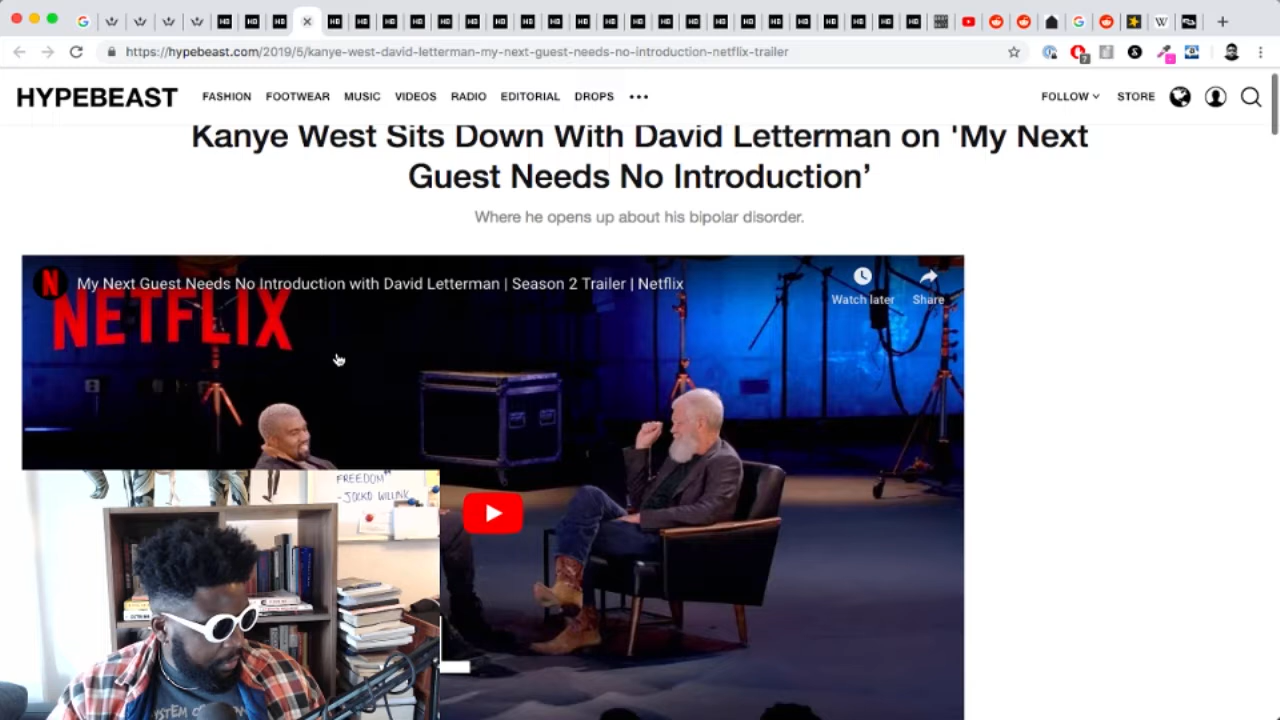 https://hypebeast.com/2019/5/kanye-west-david-letterman-my-next-guest-needs-no-introduction-netflix-trailer
HYPEBEAST FASHION FOOTWEAR MUSIC VIDEOS RADIO EDITORIAL DROPS ••• FOLLOW STORE
Kanye West Sits Down With David Letterman on 'My Next
Guest Needs No Introduction'
Where he opens up about his bipolar disorder.
My Next Guest Needs No Introduction with David Letterman | Season 2 Trailer | Netflix
Watch later Share
NETFLIX
FREEDOM"
- JOCKO WILLINK